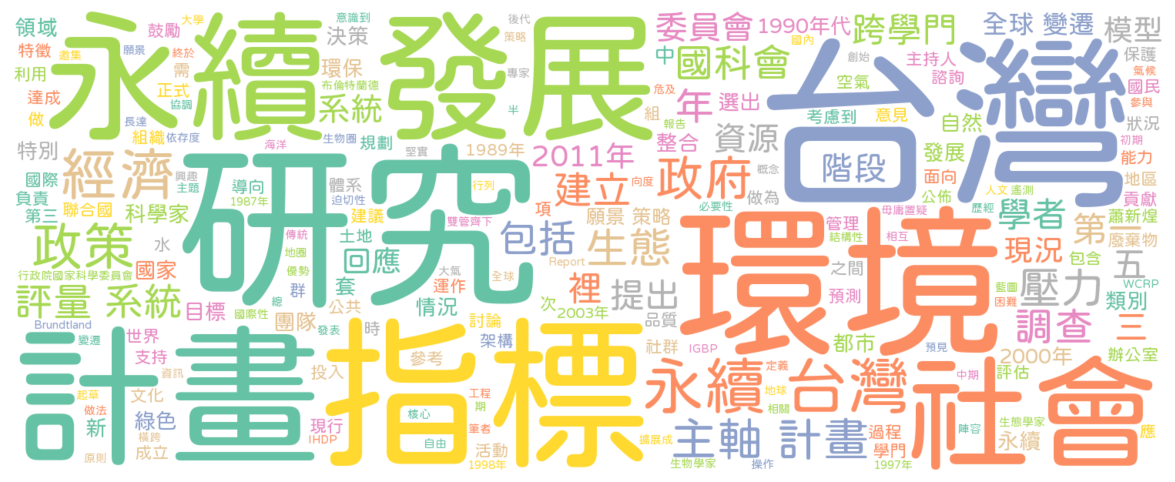 永續發展
台灣
研究
環境
計畫
指標
社會
永續台灣
主軸計畫
經濟
政策
評量系統
政府
生態
包括
建立
資源
壓力
調查
學者
回應
提出
裡
第一
五
三
國科會
跨學門
委員會
1990年代
全球變遷
模型
階段
年
2011年
系統
領域
鼓勵
意識到
後代
大學
特徵
邀集
願景
終於
決策
策略
國內
創始
主持人
保護
氣候
利用
需
環保
專家
中
選出
諮詢
國民
參與
達成
正式
協調
布倫特蘭德
危及
空氣
做
長達
半
組
報告
考慮到
意見
狀況
初期
組織
依存度
生物圈
規劃
整合
自然
能力
特別
海洋
堅實
1989年
概念
發展
面向
地區
國際
興趣
主題
導向
1987年
體系
迫切性
行列
向度
必要性
做為
公佈
人文
遙測
貢獻
負責
聯合國
建議
雙管齊下
項
毋庸置疑
歷經
蕭新煌
第三
科學家
傳統
土地
願景
策略
管理
結構性
相互
廢棄物
水
地圈
Report
之間
現況
包含
行政院國家科學委員會
國家
優勢
大氣
全球
套
藍圖
WCRP
群
運作
預測
困難
類別
目標
國際性
總
公共
情況
次
2003年
品質
Brundtland
團隊
發表
時
討論
架構
社群
IGBP
都市
預見
2000年
辦公室
變遷
世界
支持
參考
定義
評估
起草
資訊
投入
地球
中期
做法
文化
核心
工程
期
相關
生態學家
新
綠色
現行
IHDP
自由
筆者
擴展成
過程
陣容
應
橫跨
成立
活動
學門
永續
原則
1998年
生物學家
操作
1997年